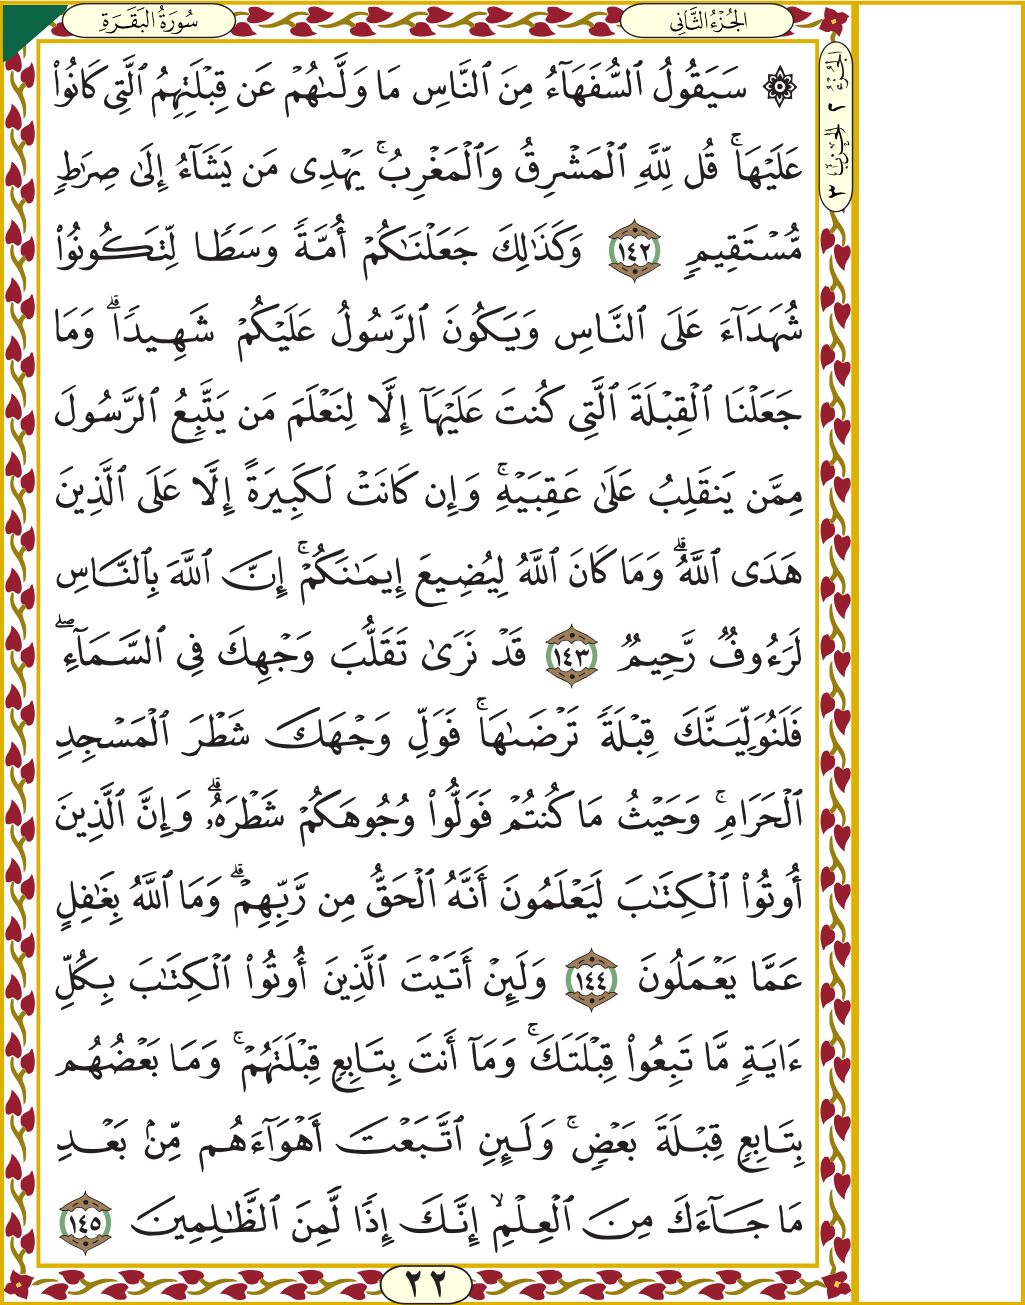 سُورَةُ البَقَرَةِ
الجُزْءُ الثَّانِي
الجزء ٢ الحزب ٣
۞ سَيَقُولُ ٱلسُّفَهَآءُ مِنَ ٱلنَّاسِ مَا وَلَّىٰهُمۡ عَن قِبۡلَتِهِمُ ٱلَّتِي كَانُواْ
عَلَيۡهَاۚ قُل لِّلَّهِ ٱلۡمَشۡرِقُ وَٱلۡمَغۡرِبُۚ يَهۡدِي مَن يَشَآءُ إِلَىٰ صِرَٰطٖ
مُّسۡتَقِيمٖ ١٤٢ وَكَذَٰلِكَ جَعَلۡنَٰكُمۡ أُمَّةٗ وَسَطٗا لِّتَكُونُواْ
شُهَدَآءَ عَلَى ٱلنَّاسِ وَيَكُونَ ٱلرَّسُولُ عَلَيۡكُمۡ شَهِيدٗاۗ وَمَا
جَعَلۡنَا ٱلۡقِبۡلَةَ ٱلَّتِي كُنتَ عَلَيۡهَآ إِلَّا لِنَعۡلَمَ مَن يَتَّبِعُ ٱلرَّسُولَ
مِمَّن يَنقَلِبُ عَلَىٰ عَقِبَيۡهِۚ وَإِن كَانَتۡ لَكَبِيرَةً إِلَّا عَلَى ٱلَّذِينَ
هَدَى ٱللَّهُۗ وَمَا كَانَ ٱللَّهُ لِيُضِيعَ إِيمَٰنَكُمۡۚ إِنَّ ٱللَّهَ بِٱلنَّاسِ
لَرَءُوفٞ رَّحِيمٞ ١٤٣ قَدۡ نَرَىٰ تَقَلُّبَ وَجۡهِكَ فِي ٱلسَّمَآءِۖ
فَلَنُوَلِّيَنَّكَ قِبۡلَةٗ تَرۡضَىٰهَاۚ فَوَلِّ وَجۡهَكَ شَطۡرَ ٱلۡمَسۡجِدِ
ٱلۡحَرَامِۚ وَحَيۡثُ مَا كُنتُمۡ فَوَلُّواْ وُجُوهَكُمۡ شَطۡرَهُۥۗ وَإِنَّ ٱلَّذِينَ
أُوتُواْ ٱلۡكِتَٰبَ لَيَعۡلَمُونَ أَنَّهُ ٱلۡحَقُّ مِن رَّبِّهِمۡۗ وَمَا ٱللَّهُ بِغَٰفِلٍ
عَمَّا يَعۡمَلُونَ ١٤٤ وَلَئِنۡ أَتَيۡتَ ٱلَّذِينَ أُوتُواْ ٱلۡكِتَٰبَ بِكُلِّ
ءَايَةٖ مَّا تَبِعُواْ قِبۡلَتَكَۚ وَمَآ أَنتَ بِتَابِعٖ قِبۡلَتَهُمۡۚ وَمَا بَعۡضُهُم
بِتَابِعٖ قِبۡلَةَ بَعۡضٖۚ وَلَئِنِ ٱتَّبَعۡتَ أَهۡوَآءَهُم مِّنۢ بَعۡدِ
مَا جَآءَكَ مِنَ ٱلۡعِلۡمِ إِنَّكَ إِذٗا لَّمِنَ ٱلظَّٰلِمِينَ ١٤٥
٢٢